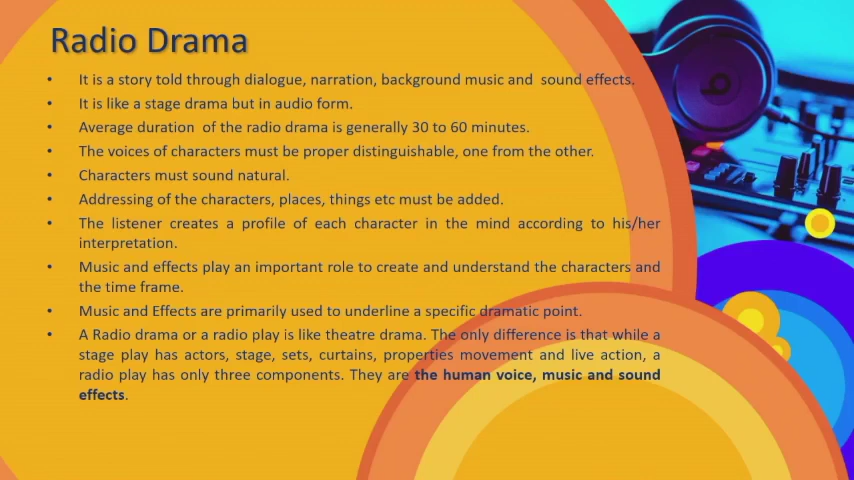 Radio Drama
• It is a story told through dialogue, narration, background music and sound effects.
• It is like a stage drama but in audio form.
• Average duration of the radio drama is generally 30 to 60 minutes.
• The voices of characters must be proper distinguishable, one from the other.
• Characters must sound natural.
• Addressing of the characters, places, things etc must be added.
• The listener creates a profile of each character in the mind according to his/her
interpretation.
• Music and effects play an important role to create and understand the characters and
the time frame.
• Music and Effects are primarily used to underline a specific dramatic point.
• A Radio drama or a radio play is like theatre drama. The only difference is that while a
stage play has actors, stage, sets, curtains, properties movement and live action, a
radio play has only three components. They are the human voice, music and sound
effects.